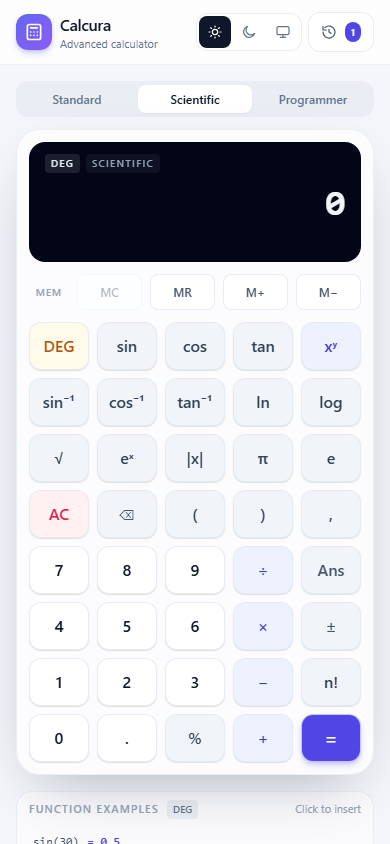 Calcura
Advanced calculator
1
Standard Scientific Programmer
DEG SCIENTIFIC
0
MEM MC MR M+ M−
DEG sin cos tan xʸ
sin⁻¹ cos⁻¹ tan⁻¹ ln log
√ eˣ |x| π e
AC ⌫ ( ) ,
7 8 9 ÷ Ans
4 5 6 × ±
1 2 3 − n!
0 . % + =
FUNCTION EXAMPLES DEG Click to insert
sin(30) = 0.5